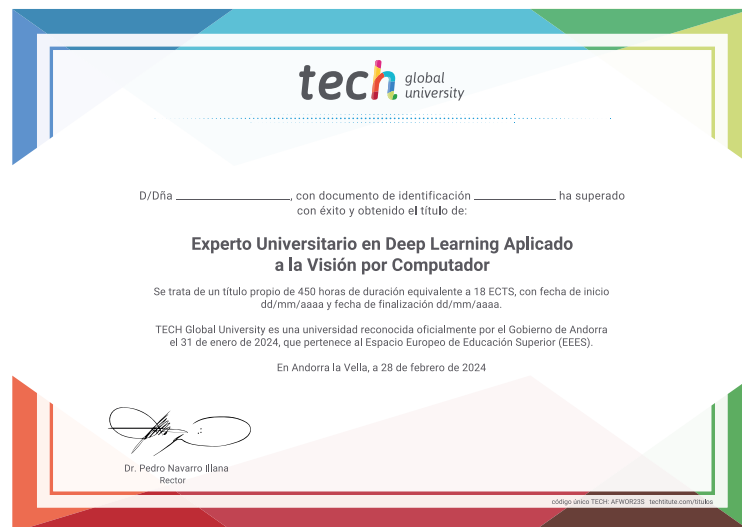 tech global
university
D/Dña ____________________, con documento de identificación ______________ ha superado
con éxito y obtenido el título de:
Experto Universitario en Deep Learning Aplicado
a la Visión por Computador
Se trata de un título propio de 450 horas de duración equivalente a 18 ECTS, con fecha de inicio
dd/mm/aaaa y fecha de finalización dd/mm/aaaa.
TECH Global University es una universidad reconocida oficialmente por el Gobierno de Andorra
el 31 de enero de 2024, que pertenece al Espacio Europeo de Educación Superior (EEES).
En Andorra la Vella, a 28 de febrero de 2024
Dr. Pedro Navarro Illana
Rector
código único TECH: AFWOR23S techtitute.com/titulos